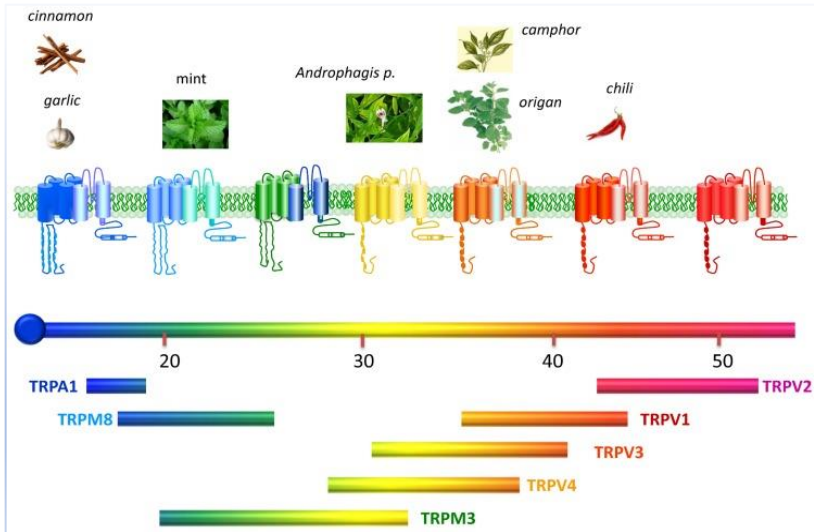 cinnamon
camphor
mint
Androphagis p.
garlic
origan
chili
20 30 40 50
TRPA1 TRPV2
TRPM8 TRPV1
TRPV3
TRPV4
TRPM3